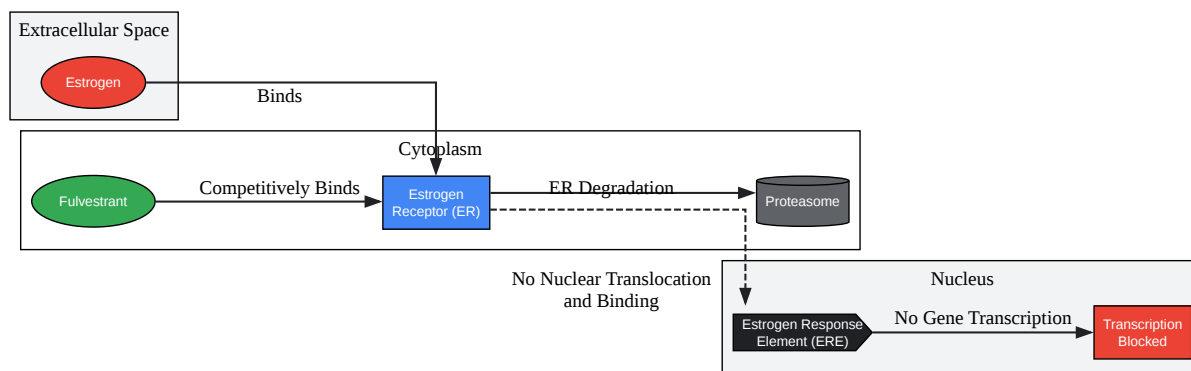 Extracellular Space
Estrogen
Binds
Cytoplasm
Fulvestrant
Competitively Binds
Estrogen
Receptor (ER)
ER Degradation
Proteasome
No Nuclear Translocation
and Binding
Nucleus
Estrogen Response
Element (ERE)
No Gene Transcription
Transcription
Blocked